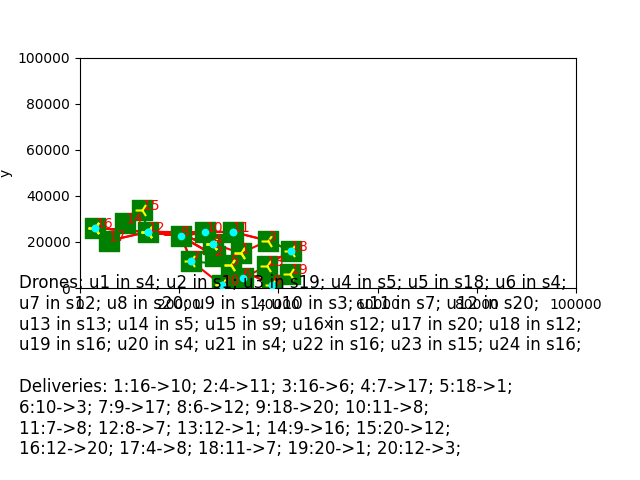 100000
80000
60000
40000
20000
0
y
0 20000 40000 60000 80000 100000
x
Drones: u1 in s4; u2 in s1; u3 in s19; u4 in s5; u5 in s18; u6 in s4;
u7 in s12; u8 in s20; u9 in s1; u10 in s3; u11 in s7; u12 in s20;
u13 in s13; u14 in s5; u15 in s9; u16 in s12; u17 in s20; u18 in s12;
u19 in s16; u20 in s4; u21 in s4; u22 in s16; u23 in s15; u24 in s16;
Deliveries: 1:16->10; 2:4->11; 3:16->6; 4:7->17; 5:18->1;
6:10->3; 7:9->17; 8:6->12; 9:18->20; 10:11->8;
11:7->8; 12:8->7; 13:12->1; 14:9->16; 15:20->12;
16:12->20; 17:4->8; 18:11->7; 19:20->1; 20:12->3;